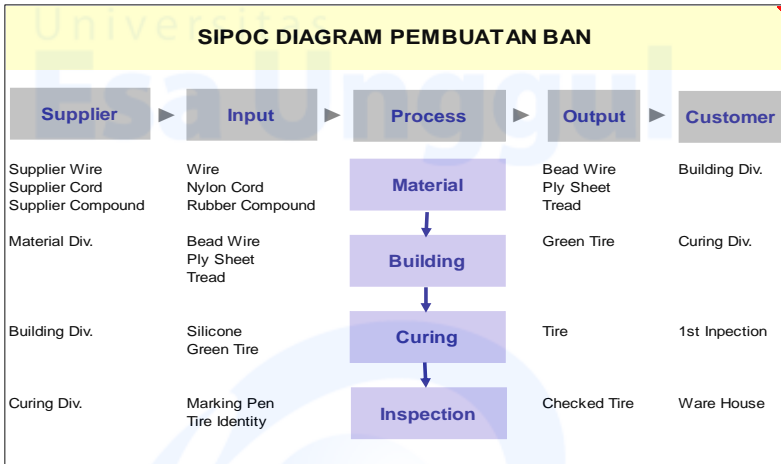 Universitas
Esa Unggul
SIPOC DIAGRAM PEMBUATAN BAN
Supplier Input Process Output Customer
Supplier Wire Wire Material Bead Wire Building Div.
Supplier Cord Nylon Cord Ply Sheet
Supplier Compound Rubber Compound Tread
Material Div. Bead Wire Building Green Tire Curing Div.
Ply Sheet
Tread
Building Div. Silicone Curing Tire 1st Inpection
Green Tire
Curing Div. Marking Pen Inspection Checked Tire Ware House
Tire Identity